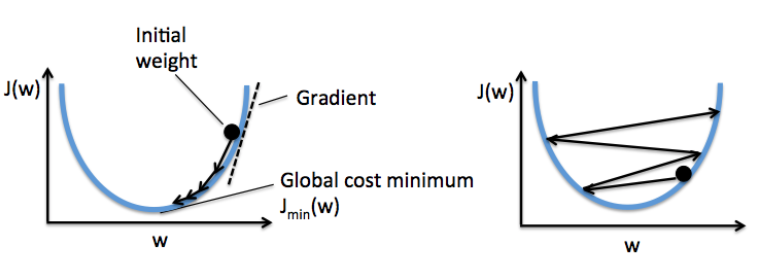 Initial
weight
J(w)
Gradient
Global cost minimum
Jmin(w)
w
J(w)
w